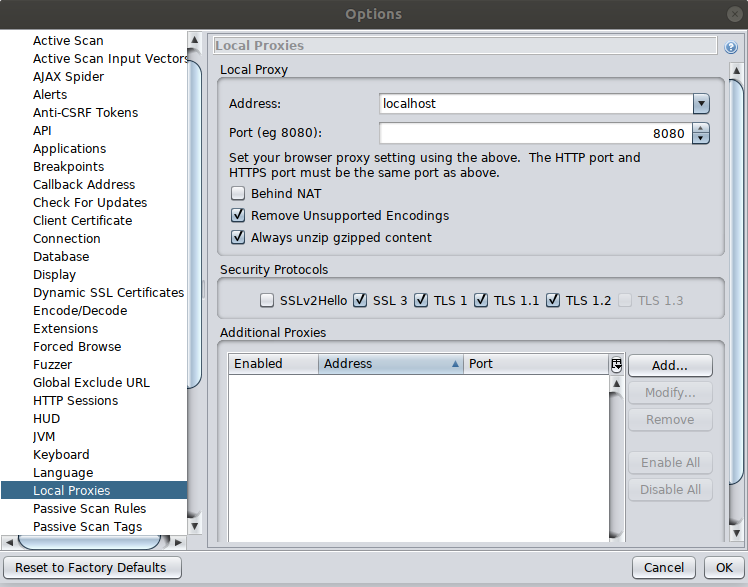 Options
Active Scan
Active Scan Input Vectors
AJAX Spider
Alerts
Anti-CSRF Tokens
API
Applications
Breakpoints
Callback Address
Check For Updates
Client Certificate
Connection
Database
Display
Dynamic SSL Certificates
Encode/Decode
Extensions
Forced Browse
Fuzzer
Global Exclude URL
HTTP Sessions
HUD
JVM
Keyboard
Language
Local Proxies
Passive Scan Rules
Passive Scan Tags
Local Proxies
Local Proxy
Address: localhost
Port (eg 8080): 8080
Set your browser proxy setting using the above. The HTTP port and
HTTPS port must be the same port as above.
Behind NAT
Remove Unsupported Encodings
Always unzip gzipped content
Security Protocols
SSLv2Hello SSL 3 TLS 1 TLS 1.1 TLS 1.2 TLS 1.3
Additional Proxies
Enabled Address Port
Add...
Modify...
Remove
Enable All
Disable All
Reset to Factory Defaults Cancel OK